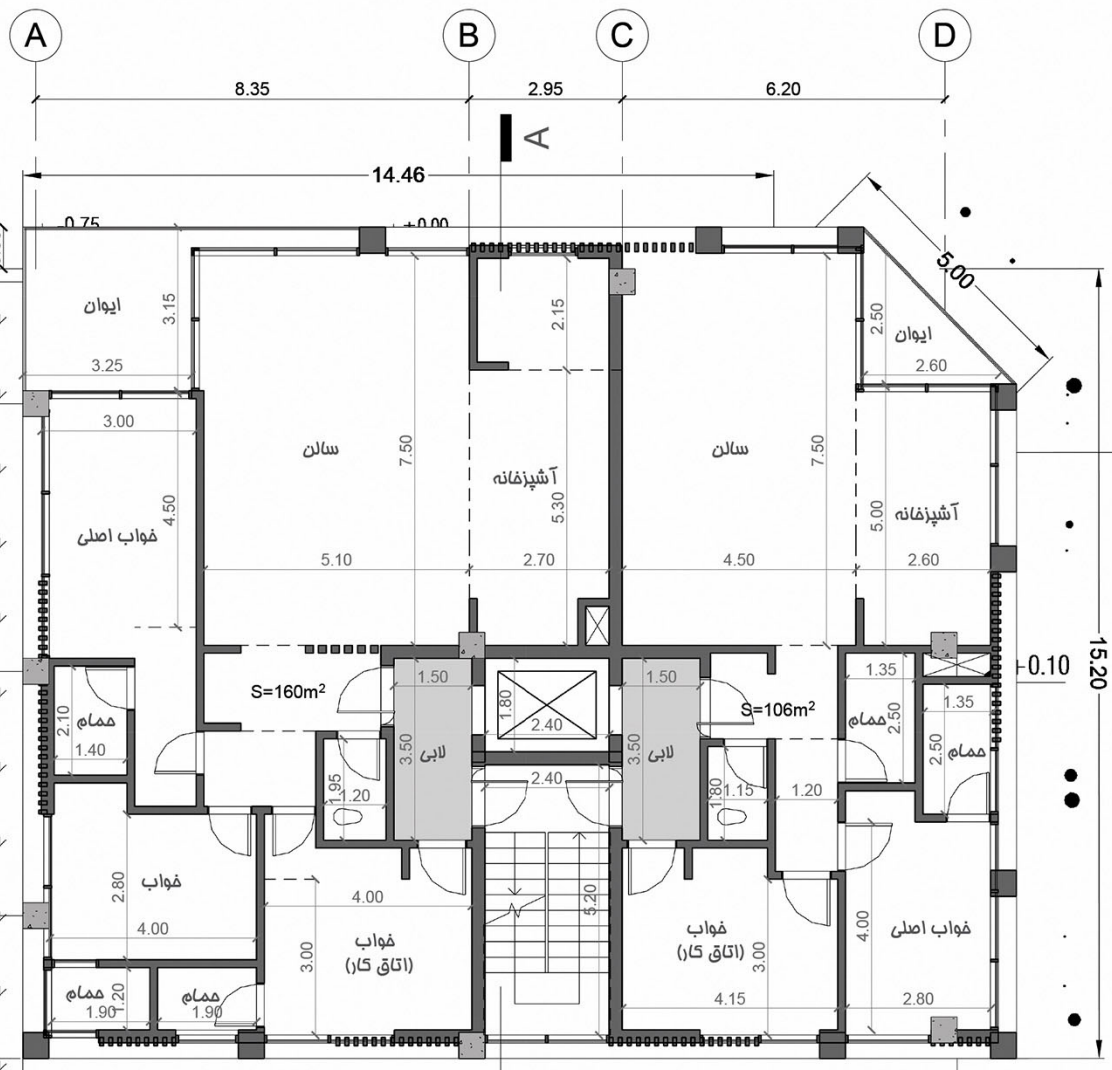 A B C D
8.35 2.95 6.20
A
14.46
-0.75 +0.00
5.00
ایوان
3.15
3.25
2.15
2.50
ایوان
2.60
3.00
سالن
7.50
آشپزخانه
5.30
سالن
7.50
5.00
آشپزخانه
4.50
خواب اصلی
5.10
2.70
4.50
2.60
15.20
+0.10
S=160m²
1.50
1.80
2.40
1.50
S=106m²
1.35
حمام
2.50
1.35
حمام
2.50
2.10
حمام
1.40
3.50
لابی
3.50
لابی
1.95
1.20
2.40
1.80
1.15
1.20
2.80
خواب
4.00
4.00
3.00
خواب
(اتاق کار)
5.20
خواب
(اتاق کار)
3.00
4.15
4.00
خواب اصلی
2.80
حمام
1.90
1.20
حمام
1.90